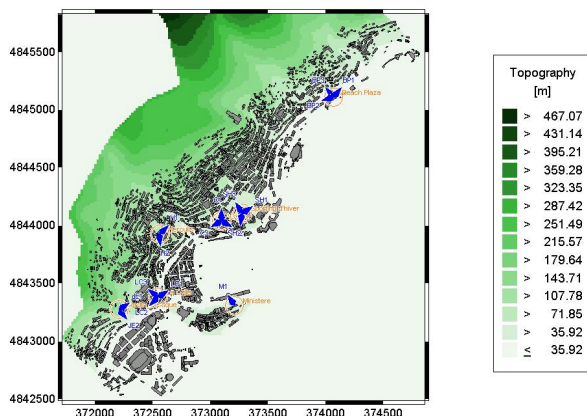 4845500
4845000
4844500
4844000
4843500
4843000
4842500
372000 372500 373000 373500 374000 374500
BP1
Beach Plaza
SH1
M1
Ministere
Topography
[m]
> 467.07
> 431.14
> 395.21
> 359.28
> 323.35
> 287.42
> 251.49
> 215.57
> 179.64
> 143.71
> 107.78
> 71.85
> 35.92
≤ 35.92